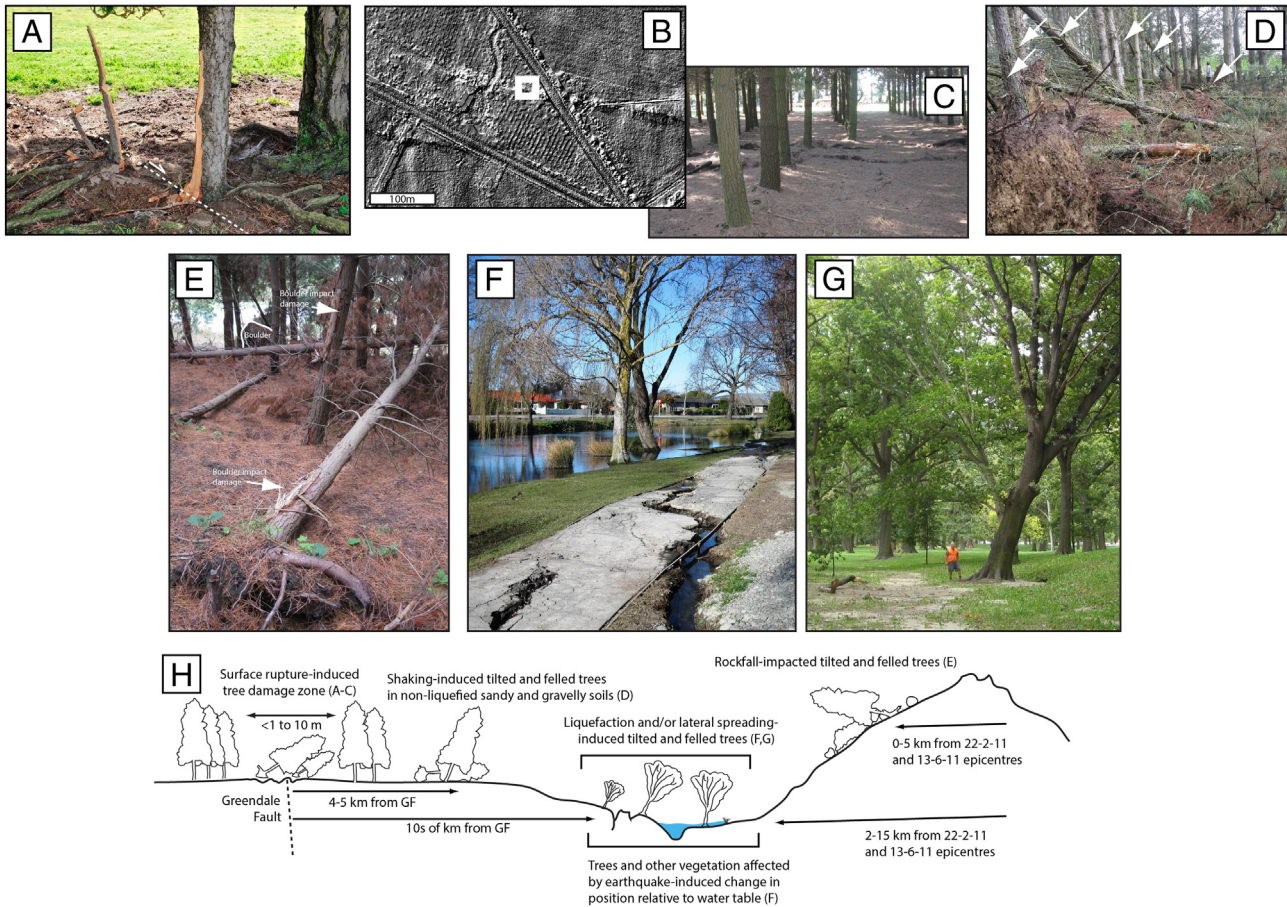 A
B
100m
C
D
E
Boulder impact
damage
Boulder
Boulder impact
damage
F
G
H
Surface rupture-induced
tree damage zone (A-C)
<1 to 10 m
Shaking-induced tilted and felled trees
in non-liquefied sandy and gravelly soils (D)
Rockfall-impacted tilted and felled trees (E)
Liquefaction and/or lateral spreading-
induced tilted and felled trees (F,G)
0-5 km from 22-2-11
and 13-6-11 epicentres
Greendale
Fault
4-5 km from GF
10s of km from GF
2-15 km from 22-2-11
and 13-6-11 epicentres
Trees and other vegetation affected
by earthquake-induced change in
position relative to water table (F)